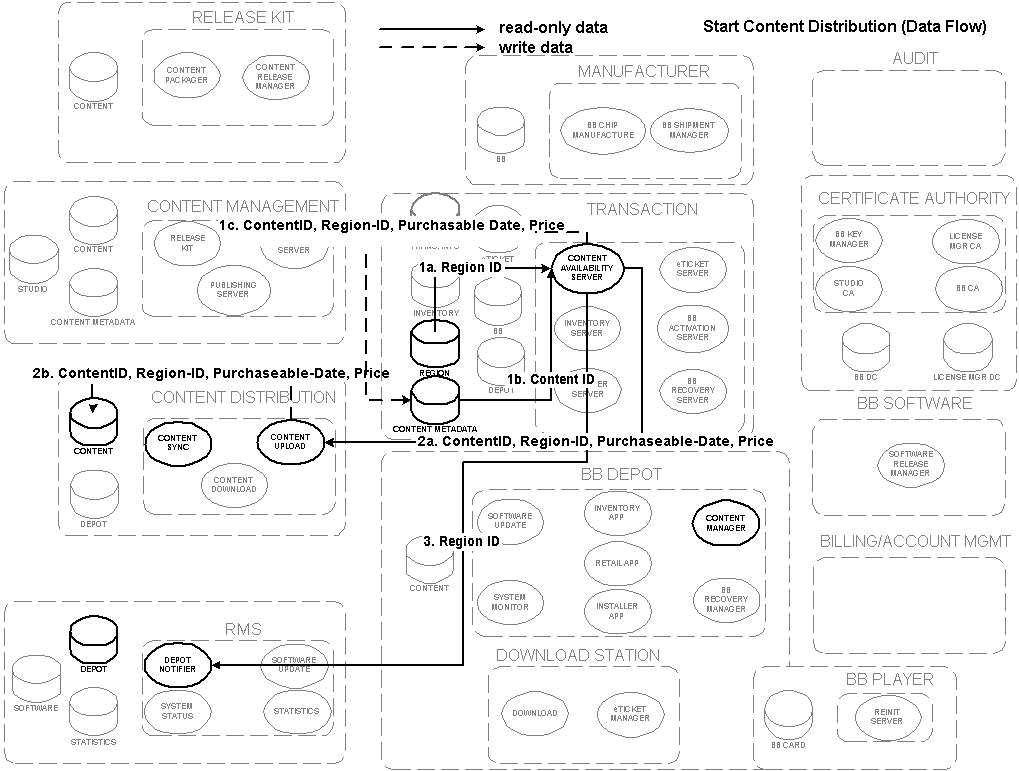 RELEASE KIT
CONTENT
CONTENT
PACKAGER
CONTENT
RELEASE
MANAGER
read-only data
write data
Start Content Distribution (Data Flow)
MANUFACTURER
BB
BB CHIP
MANUFACTURE
BB SHIPMENT
MANAGER
AUDIT
CONTENT MANAGEMENT
STUDIO
CONTENT
CONTENT METADATA
RELEASE
KIT
SERVER
PUBLISHING
SERVER
1c. ContentID, Region-ID, Purchasable Date, Price
TRANSACTION
1a. Region ID
INVENTORY
REGION
CONTENT METADATA
BB
DEPOT
1b. Content ID
CONTENT
AVAILABILITY
SERVER
INVENTORY
SERVER
SERVER
eTICKET
SERVER
BB
ACTIVATION
SERVER
BB
RECOVERY
SERVER
CERTIFICATE AUTHORITY
BB KEY
MANAGER
LICENSE
MGR CA
STUDIO
CA
BB CA
BB DC
LICENSE MGR DC
2b. ContentID, Region-ID, Purchaseable-Date, Price
CONTENT DISTRIBUTION
CONTENT
DEPOT
CONTENT
SYNC
CONTENT
UPLOAD
CONTENT
DOWNLOAD
2a. ContentID, Region-ID, Purchaseable-Date, Price
BB SOFTWARE
SOFTWARE
RELEASE
MANAGER
BB DEPOT
CONTENT
SOFTWARE
UPDATE
INVENTORY
APP
CONTENT
MANAGER
RETAIL APP
SYSTEM
MONITOR
INSTALLER
APP
BB
RECOVERY
MANAGER
3. Region ID
BILLING/ACCOUNT MGMT
RMS
SOFTWARE
DEPOT
STATISTICS
DEPOT
NOTIFIER
SOFTWARE
UPDATE
SYSTEM
STATUS
STATISTICS
DOWNLOAD STATION
DOWNLOAD
eTICKET
MANAGER
BB PLAYER
BB CARD
REINIT
SERVER